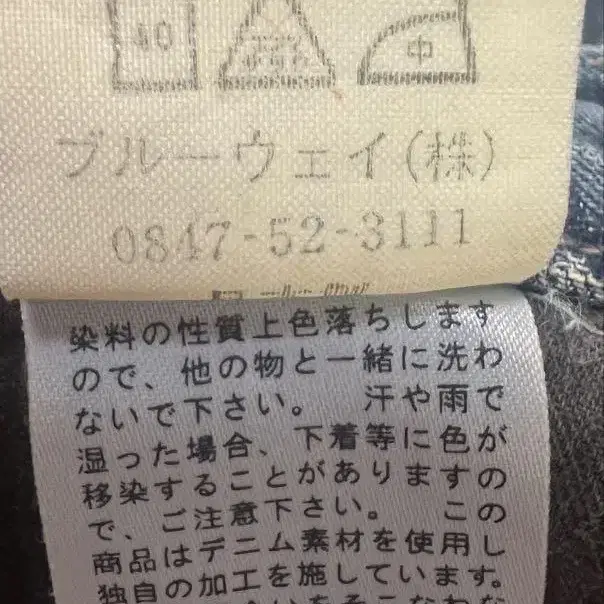 40
中
ブルーウェイ(株)
0847-52-3111
染料の性質上色落ちします
ので、他の物と一緒に洗わ
ないで下さい。 汗や雨で
湿った場合、下着等に色が
移染することがありますの
で、ご注意下さい。 この
商品はデニム素材を使用し
独自の加工を施しています。